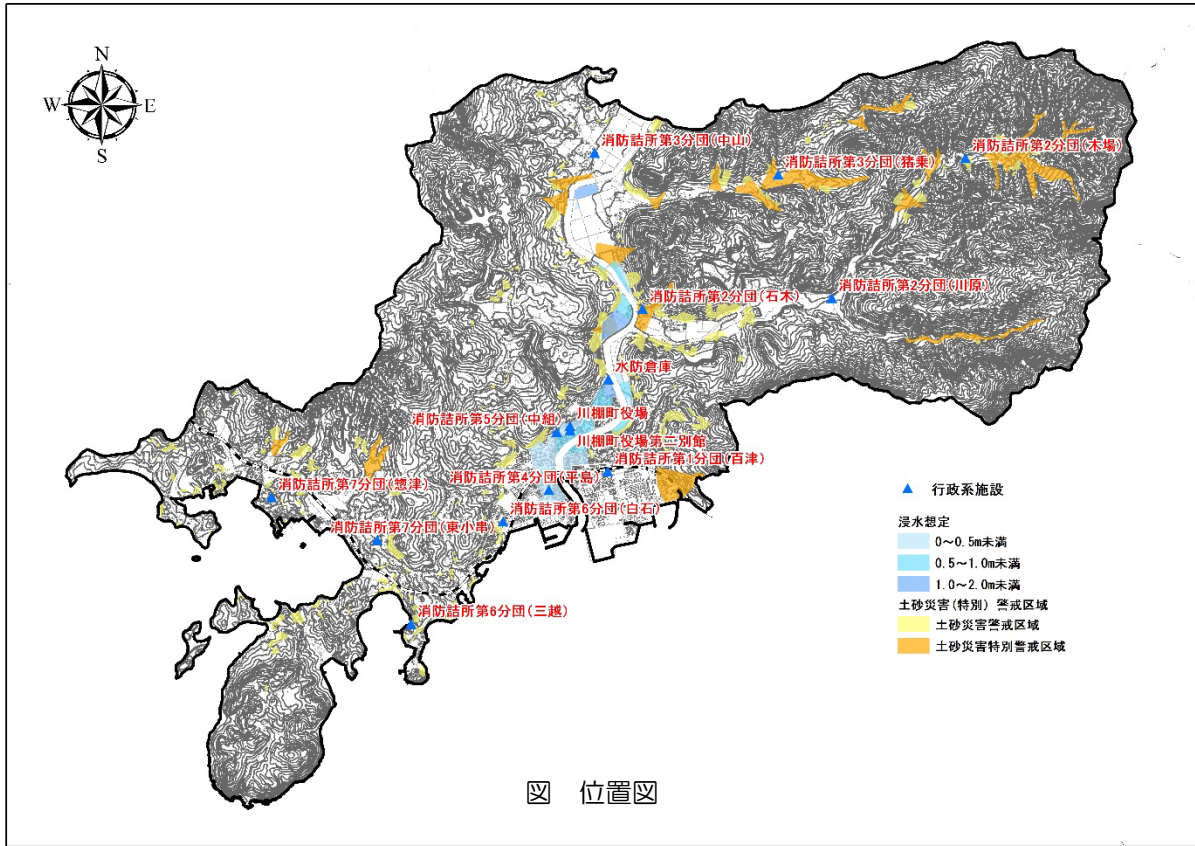 N
W E
S
消防詰所第3分団(中山)
消防詰所第2分団(木場)
消防詰所第3分団(猪乗)
消防詰所第2分団(川原)
消防詰所第2分団(石木)
水防倉庫
消防詰所第5分団(中組)
川棚町役場
川棚町役場第二別館
消防詰所第1分団(百津)
消防詰所第4分団(平島)
消防詰所第7分団(惣津)
消防詰所第6分団(白石)
消防詰所第7分団(東小串)
消防詰所第6分団(三越)
行政系施設
浸水想定
0～0.5m未満
0.5～1.0m未満
1.0～2.0m未満
土砂災害(特別) 警戒区域
土砂災害警戒区域
土砂災害特別警戒区域
図 位置図